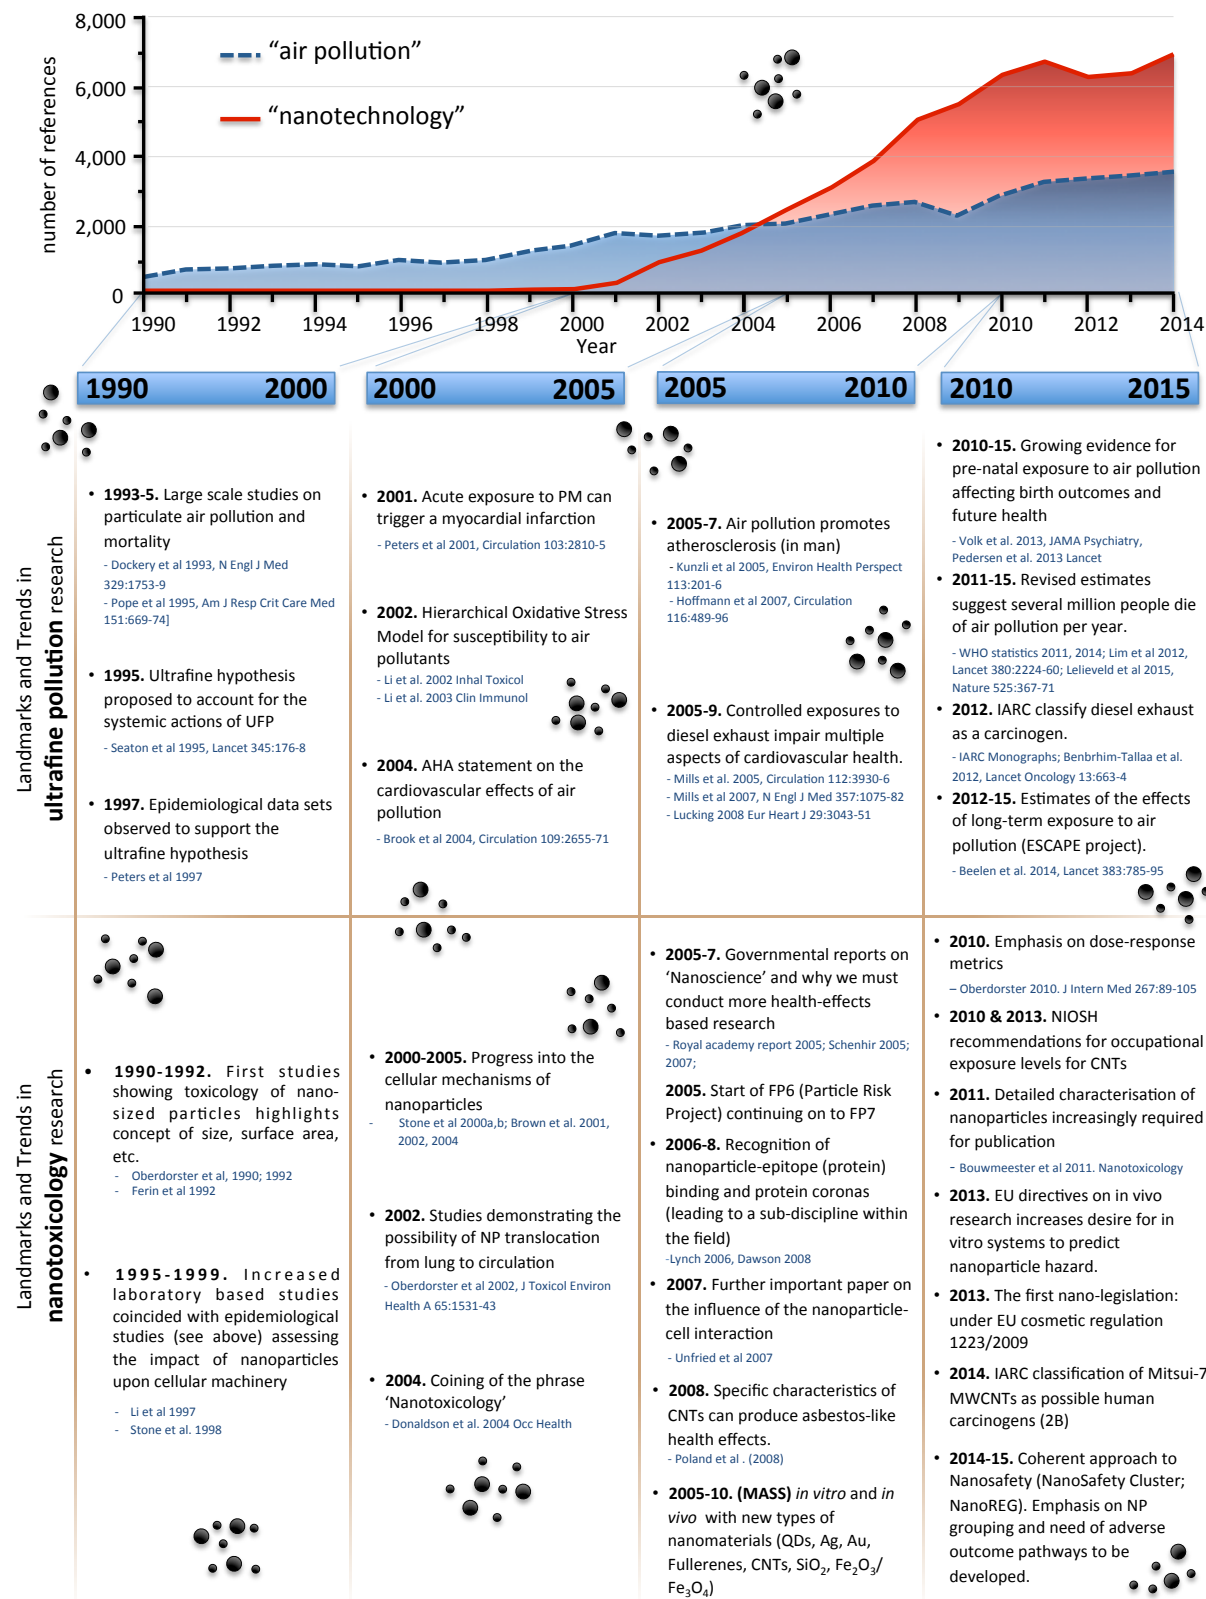 8,000
6,000
4,000
2,000
0
number of references
"air pollution"
"nanotechnology"
1990
1992
1994
1996
1998
2000
2002
2004
2006
2008
2010
2012
2014
Year
1990 2000
2000 2005
2005 2010
2010 2015
Landmarks and Trends in
ultrafine pollution research
• 1993-5. Large scale studies on
particulate air pollution and
mortality
- Dockery et al 1993, N Engl J Med
329:1753-9
- Pope et al 1995, Am J Resp Crit Care Med
151:669-74]
• 1995. Ultrafine hypothesis
proposed to account for the
systemic actions of UFP
- Seaton et al 1995, Lancet 345:176-8
• 1997. Epidemiological data sets
observed to support the
ultrafine hypothesis
- Peters et al 1997
• 2001. Acute exposure to PM can
trigger a myocardial infarction
- Peters et al 2001, Circulation 103:2810-5
• 2002. Hierarchical Oxidative Stress
Model for susceptibility to air
pollutants
- Li et al. 2002 Inhal Toxicol
- Li et al. 2003 Clin Immunol
• 2004. AHA statement on the
cardiovascular effects of air
pollution
- Brook et al 2004, Circulation 109:2655-71
• 2005-7. Air pollution promotes
atherosclerosis (in man)
- Kunzli et al 2005, Environ Health Perspect
113:201-6
- Hoffmann et al 2007, Circulation
116:489-96
• 2005-9. Controlled exposures to
diesel exhaust impair multiple
aspects of cardiovascular health.
- Mills et al. 2005, Circulation 112:3930-6
- Mills et al 2007, N Engl J Med 357:1075-82
- Lucking 2008 Eur Heart J 29:3043-51
• 2010-15. Growing evidence for
pre-natal exposure to air pollution
affecting birth outcomes and
future health
- Volk et al. 2013, JAMA Psychiatry,
Pedersen et al. 2013 Lancet
• 2011-15. Revised estimates
suggest several million people die
of air pollution per year.
- WHO statistics 2011, 2014; Lim et al 2012,
Lancet 380:2224-60; Lelieveld et al 2015,
Nature 525:367-71
• 2012. IARC classify diesel exhaust
as a carcinogen.
- IARC Monographs; Benbrhim-Tallaa et al.
2012, Lancet Oncology 13:663-4
• 2012-15. Estimates of the effects
of long-term exposure to air
pollution (ESCAPE project).
- Beelen et al. 2014, Lancet 383:785-95
Landmarks and Trends in
nanotoxicology research
• 1990-1992. First studies
showing toxicology of nano-
sized particles highlights
concept of size, surface area,
etc.
- Oberdorster et al, 1990; 1992
- Ferin et al 1992
• 1995-1999. Increased
laboratory based studies
coincided with epidemiological
studies (see above) assessing
the impact of nanoparticles
upon cellular machinery
- Li et al 1997
- Stone et al. 1998
• 2000-2005. Progress into the
cellular mechanisms of
nanoparticles
- Stone et al 2000a,b; Brown et al. 2001,
2002, 2004
• 2002. Studies demonstrating the
possibility of NP translocation
from lung to circulation
- Oberdorster et al 2002, J Toxicol Environ
Health A 65:1531-43
• 2004. Coining of the phrase
'Nanotoxicology'
- Donaldson et al. 2004 Occ Health
• 2005-7. Governmental reports on
'Nanoscience' and why we must
conduct more health-effects
based research
- Royal academy report 2005; Schenhir 2005;
2007;
2005. Start of FP6 (Particle Risk
Project) continuing on to FP7
• 2006-8. Recognition of
nanoparticle-epitope (protein)
binding and protein coronas
(leading to a sub-discipline within
the field)
-Lynch 2006, Dawson 2008
• 2007. Further important paper on
the influence of the nanoparticle-
cell interaction
- Unfried et al 2007
• 2008. Specific characteristics of
CNTs can produce asbestos-like
health effects.
- Poland et al . (2008)
• 2005-10. (MASS) in vitro and in
vivo with new types of
nanomaterials (QDs, Ag, Au,
Fullerenes, CNTs, SiO₂, Fe₂O₃/
Fe₃O₄)
• 2010. Emphasis on dose-response
metrics
– Oberdorster 2010. J Intern Med 267:89-105
• 2010 & 2013. NIOSH
recommendations for occupational
exposure levels for CNTs
• 2011. Detailed characterisation of
nanoparticles increasingly required
for publication
- Bouwmeester et al 2011. Nanotoxicology
• 2013. EU directives on in vivo
research increases desire for in
vitro systems to predict
nanoparticle hazard.
• 2013. The first nano-legislation:
under EU cosmetic regulation
1223/2009
• 2014. IARC classification of Mitsui-7
MWCNTs as possible human
carcinogens (2B)
• 2014-15. Coherent approach to
Nanosafety (NanoSafety Cluster;
NanoREG). Emphasis on NP
grouping and need of adverse
outcome pathways to be
developed.